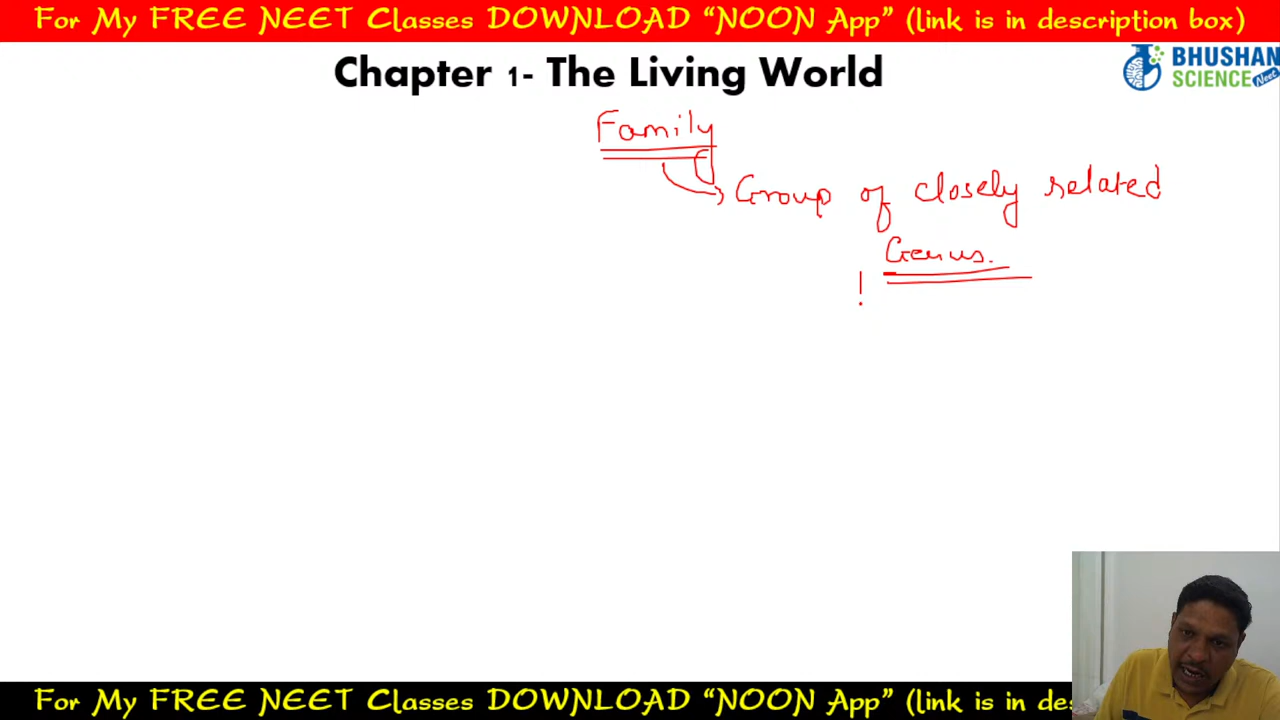 For My FREE NEET Classes DOWNLOAD “NOON App” (link is in description box)
Chapter 1- The Living World
BHUSHAN
SCIENCE Neet
Family
Group of closely related
Genus.
!
For My FREE NEET Classes DOWNLOAD “NOON App” (link is in des